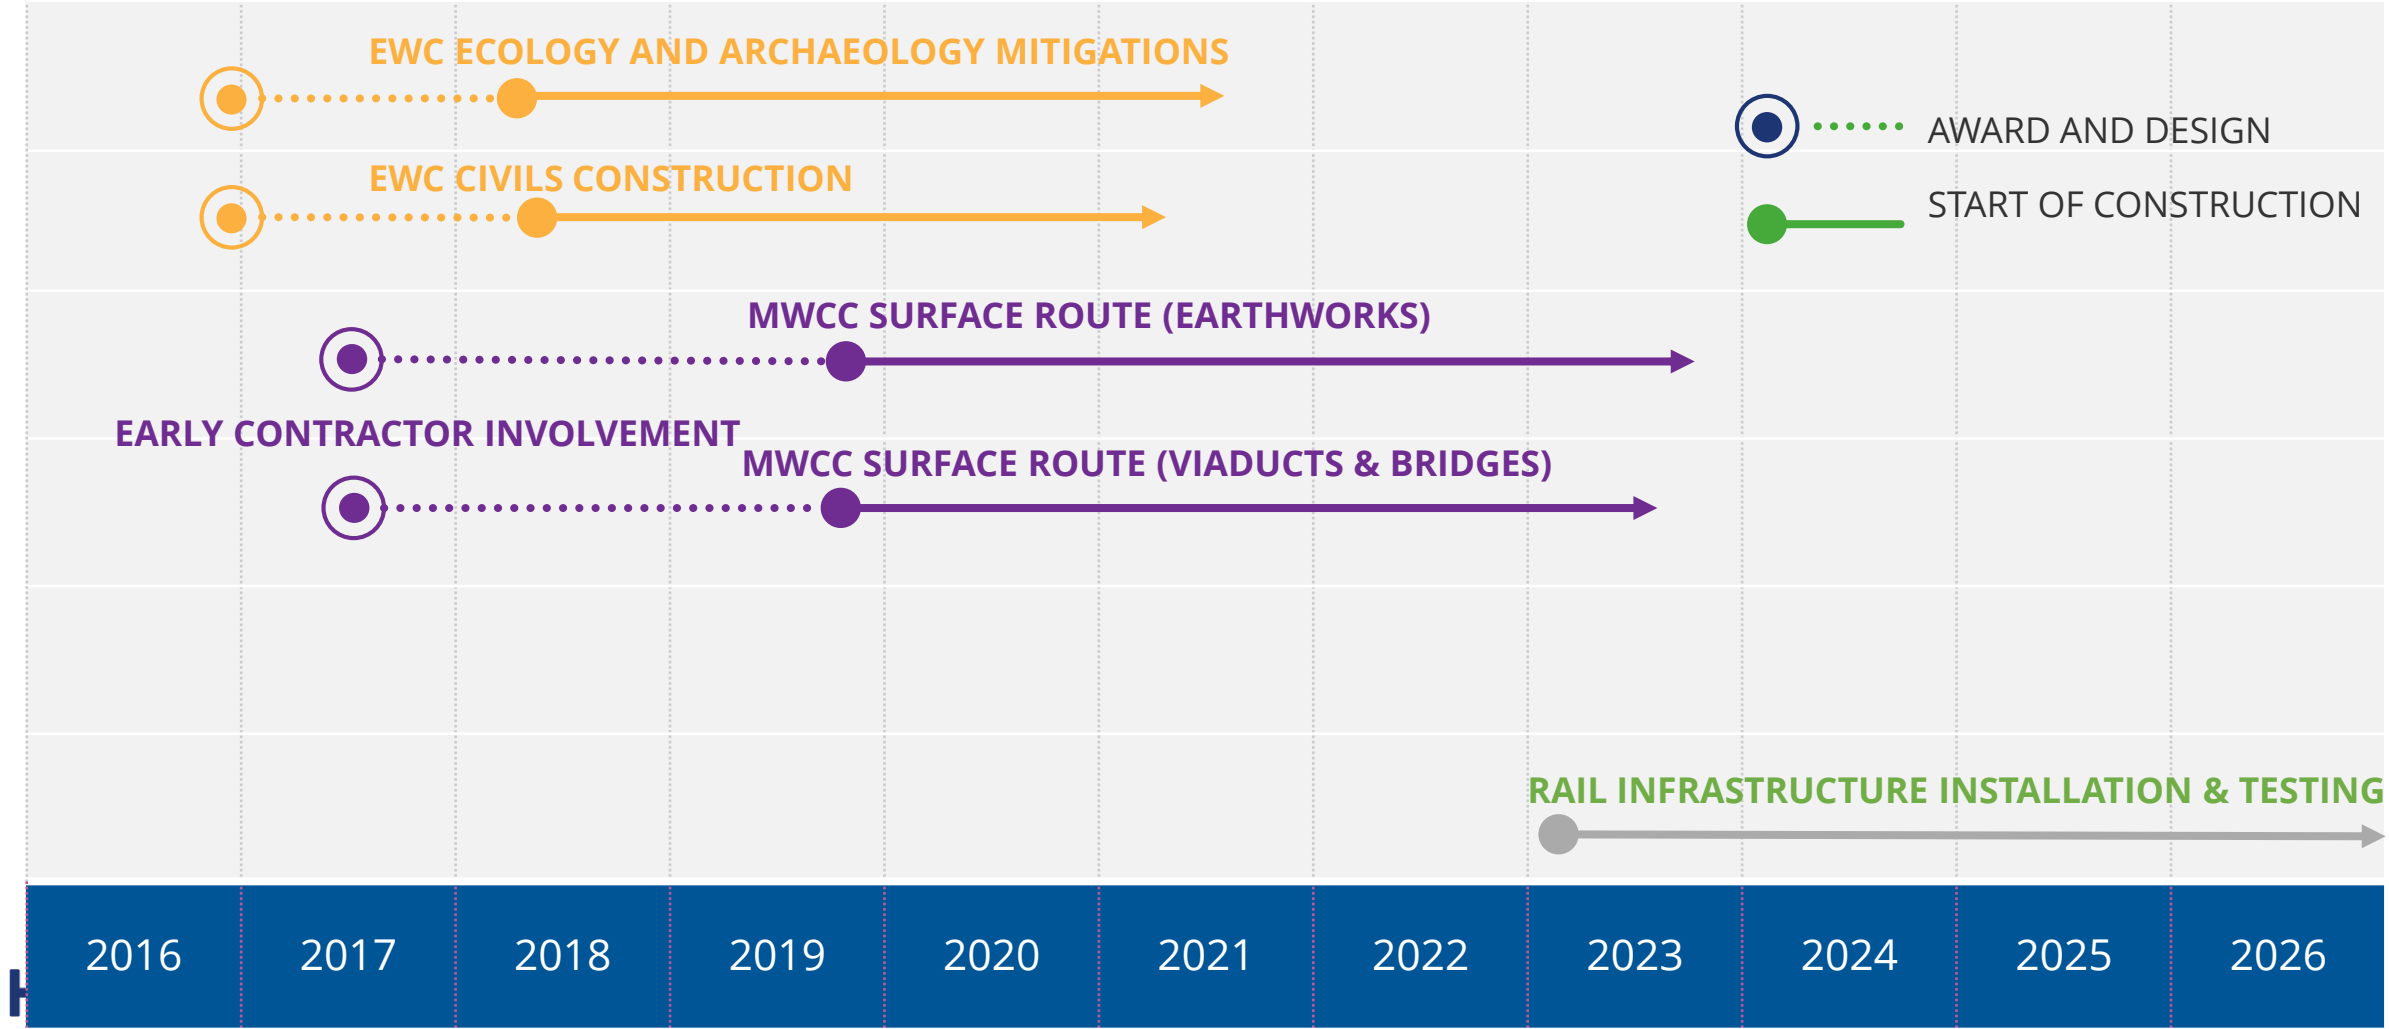 EWC ECOLOGY AND ARCHAEOLOGY MITIGATIONS
AWARD AND DESIGN
EWC CIVILS CONSTRUCTION
START OF CONSTRUCTION
MWCC SURFACE ROUTE (EARTHWORKS)
EARLY CONTRACTOR INVOLVEMENT
MWCC SURFACE ROUTE (VIADUCTS & BRIDGES)
RAIL INFRASTRUCTURE INSTALLATION & TESTING
2016 2017 2018 2019 2020 2021 2022 2023 2024 2025 2026